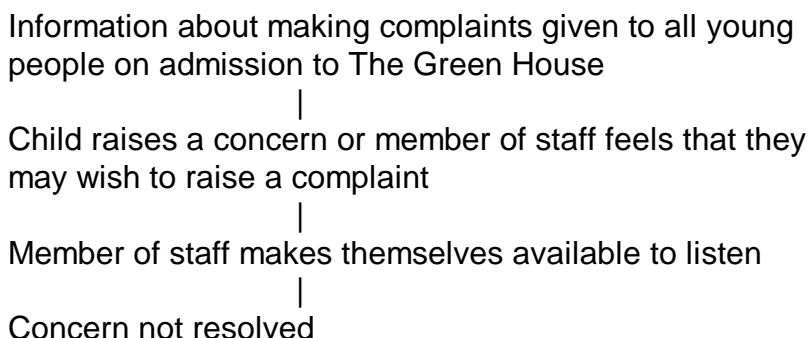 Information about making complaints given to all young
people on admission to The Green House
|
Child raises a concern or member of staff feels that they
may wish to raise a complaint
|
Member of staff makes themselves available to listen
|
Concern not resolved